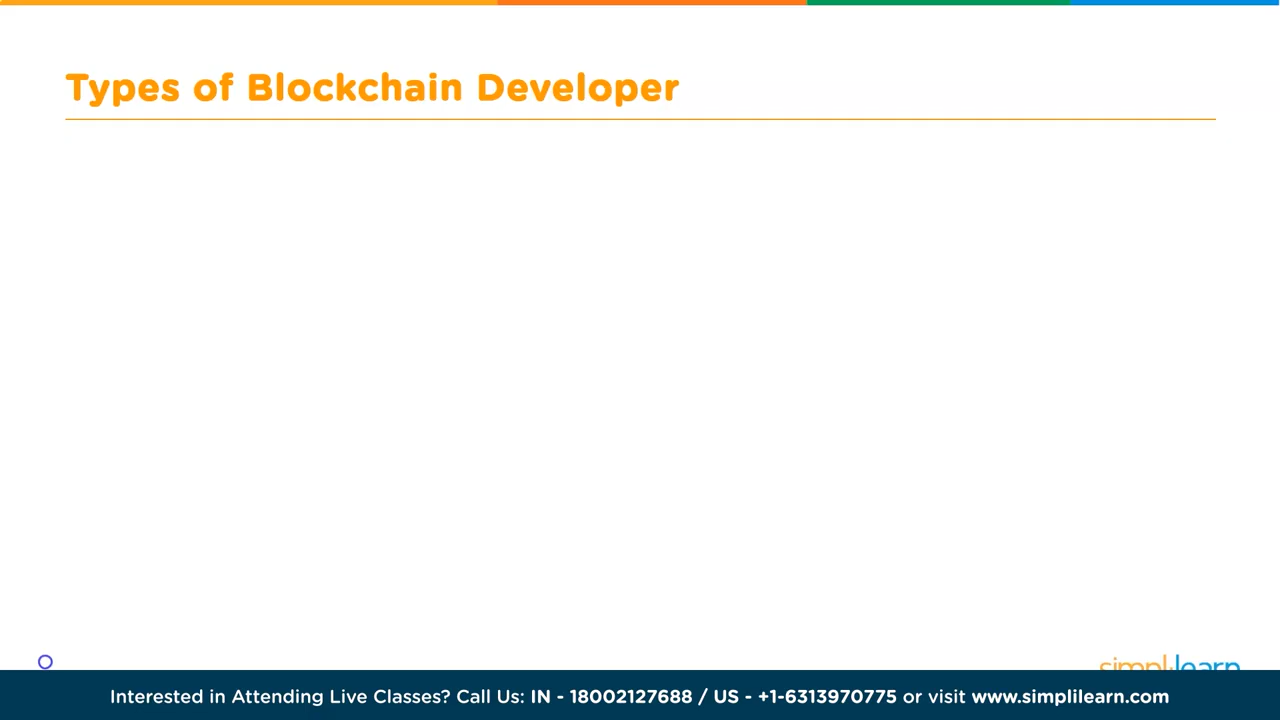 Types of Blockchain Developer
simplilearn
Interested in Attending Live Classes? Call Us: IN - 18002127688 / US - +1-6313970775 or visit www.simplilearn.com